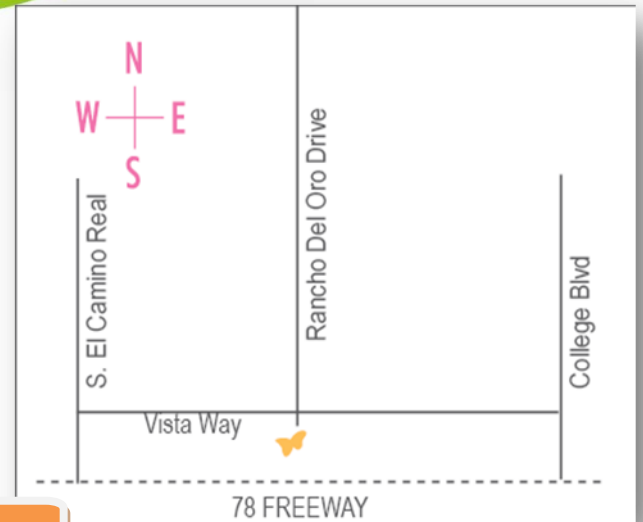 N
W E
S
S. El Camino Real
Rancho Del Oro Drive
College Blvd
Vista Way
78 FREEWAY